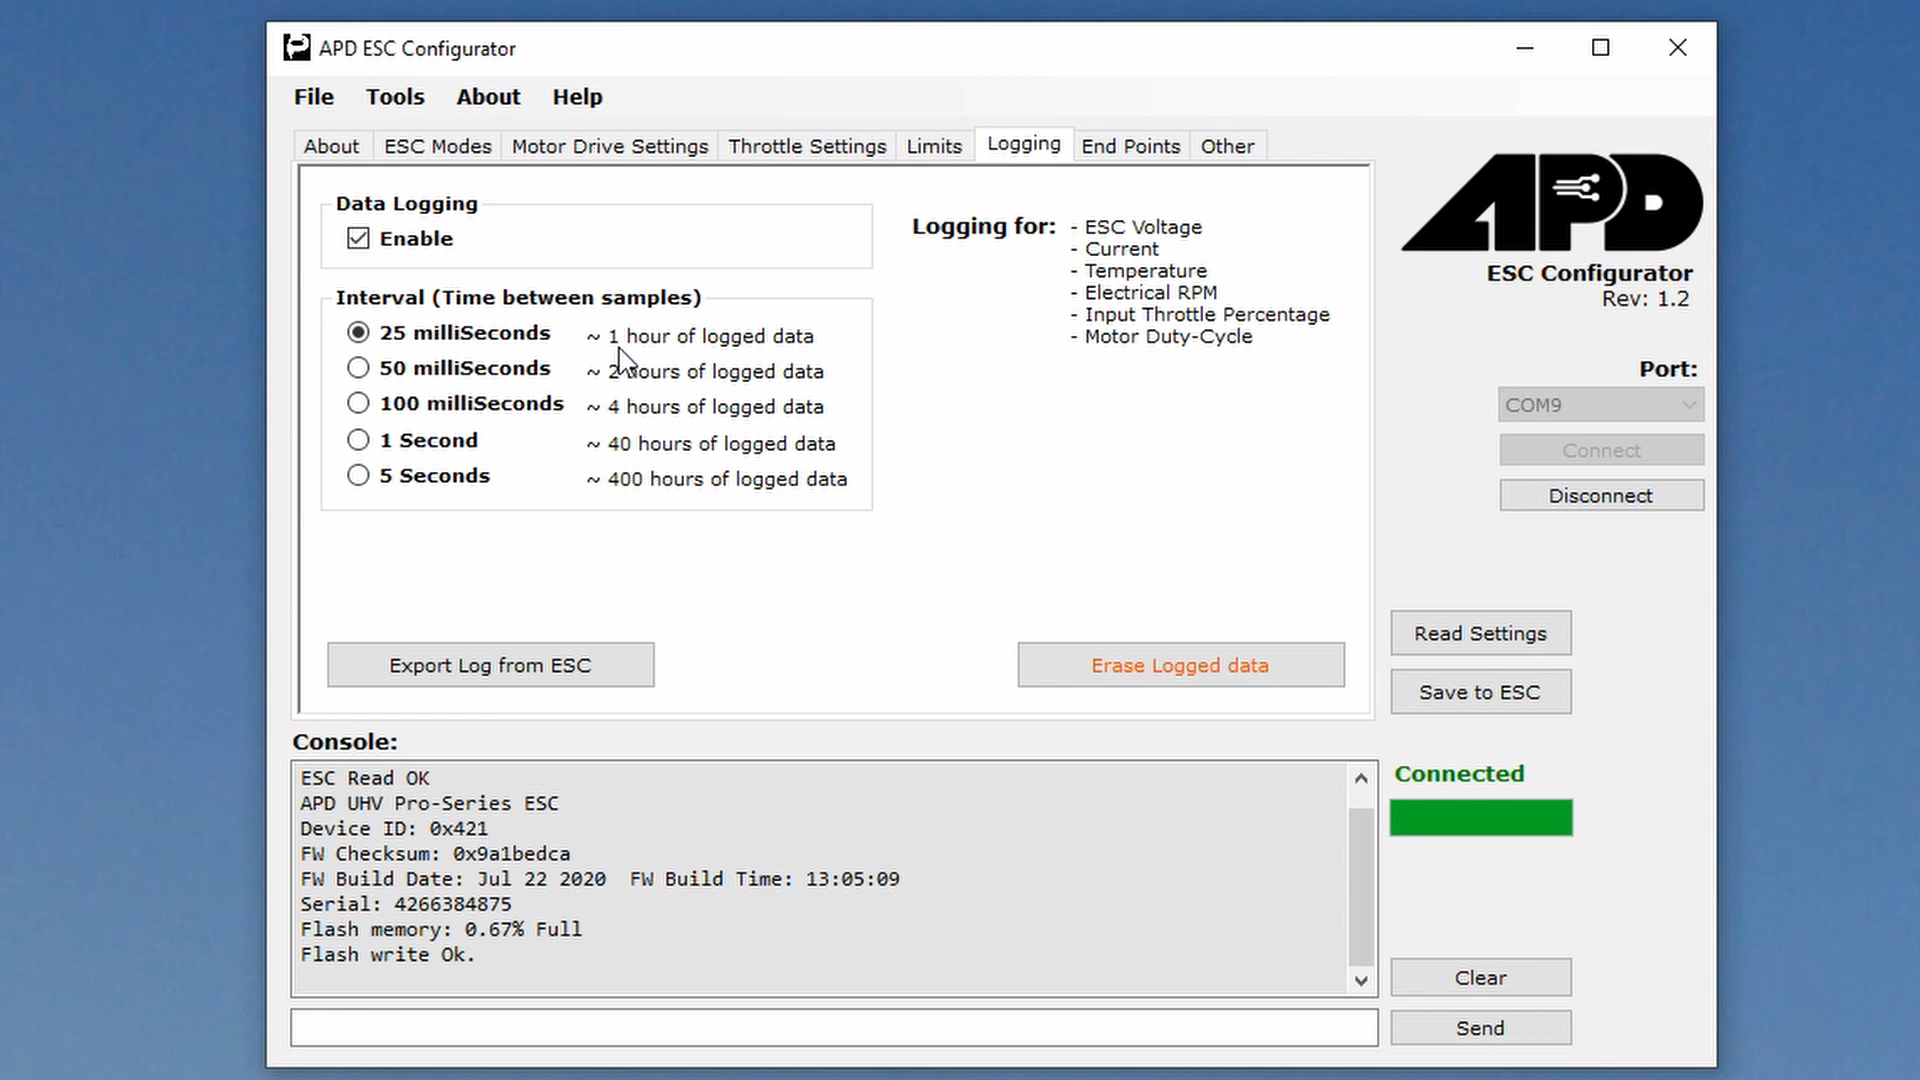 APD ESC Configurator
File Tools About Help
About ESC Modes Motor Drive Settings Throttle Settings Limits Logging End Points Other
Data Logging
Enable
Interval (Time between samples)
25 milliSeconds ~ 1 hour of logged data
50 milliSeconds ~ 2 hours of logged data
100 milliSeconds ~ 4 hours of logged data
1 Second ~ 40 hours of logged data
5 Seconds ~ 400 hours of logged data
Logging for: - ESC Voltage
- Current
- Temperature
- Electrical RPM
- Input Throttle Percentage
- Motor Duty-Cycle
Export Log from ESC
Erase Logged data
APD
ESC Configurator
Rev: 1.2
Port:
COM9
Connect
Disconnect
Read Settings
Save to ESC
Console:
ESC Read OK
APD UHV Pro-Series ESC
Device ID: 0x421
FW Checksum: 0x9a1bedca
FW Build Date: Jul 22 2020 FW Build Time: 13:05:09
Serial: 4266384875
Flash memory: 0.67% Full
Flash write Ok.
Connected
Clear
Send